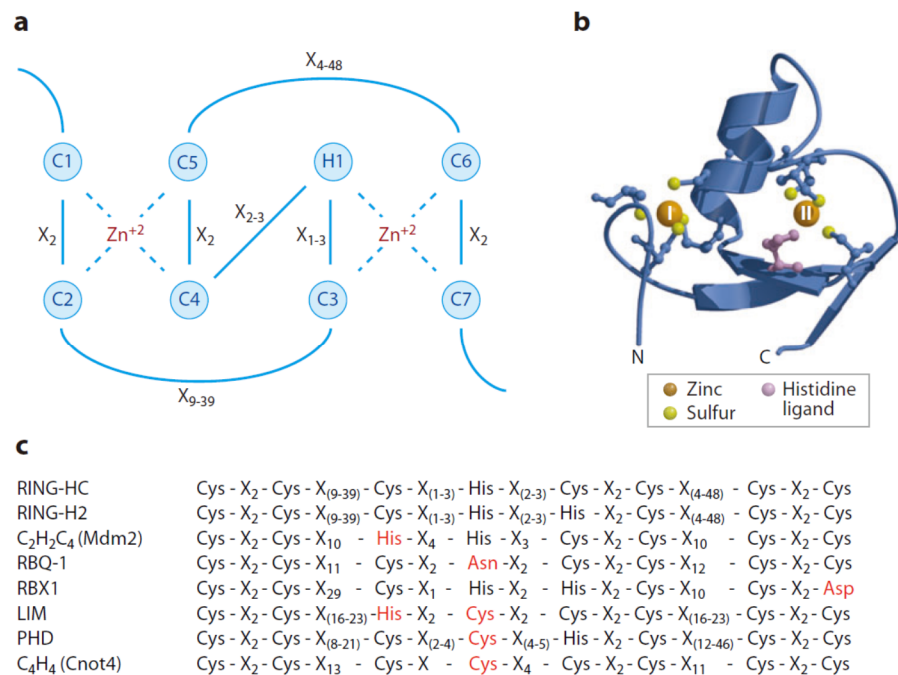 a
X4-48
C1
C5
H1
C6
X2
Zn+2
X2
X2-3
X1-3
Zn+2
X2
C2
C4
C3
C7
X9-39
b
I
II
N
C
Zinc
Sulfur
Histidine
ligand
c
RING-HC Cys - X2 - Cys - X(9-39) - Cys - X(1-3) - His - X(2-3) - Cys - X2 - Cys - X(4-48) - Cys - X2 - Cys
RING-H2 Cys - X2 - Cys - X(9-39) - Cys - X(1-3) - His - X(2-3) - His - X2 - Cys - X(4-48) - Cys - X2 - Cys
C2H2C4 (Mdm2) Cys - X2 - Cys - X10 - His - X4 - His - X3 - Cys - X2 - Cys - X10 - Cys - X2 - Cys
RBQ-1 Cys - X2 - Cys - X11 - Cys - X2 - Asn - X2 - Cys - X2 - Cys - X12 - Cys - X2 - Cys
RBX1 Cys - X2 - Cys - X29 - Cys - X1 - His - X2 - His - X2 - Cys - X10 - Cys - X2 - Asp
LIM Cys - X2 - Cys - X(16-23) - His - X2 - Cys - X2 - Cys - X2 - Cys - X(16-23) - Cys - X2 - Cys
PHD Cys - X2 - Cys - X(8-21) - Cys - X(2-4) - Cys - X(4-5) - His - X2 - Cys - X(12-46) - Cys - X2 - Cys
C4H4 (Cnot4) Cys - X2 - Cys - X13 - Cys - X - Cys - X4 - Cys - X2 - Cys - X11 - Cys - X2 - Cys